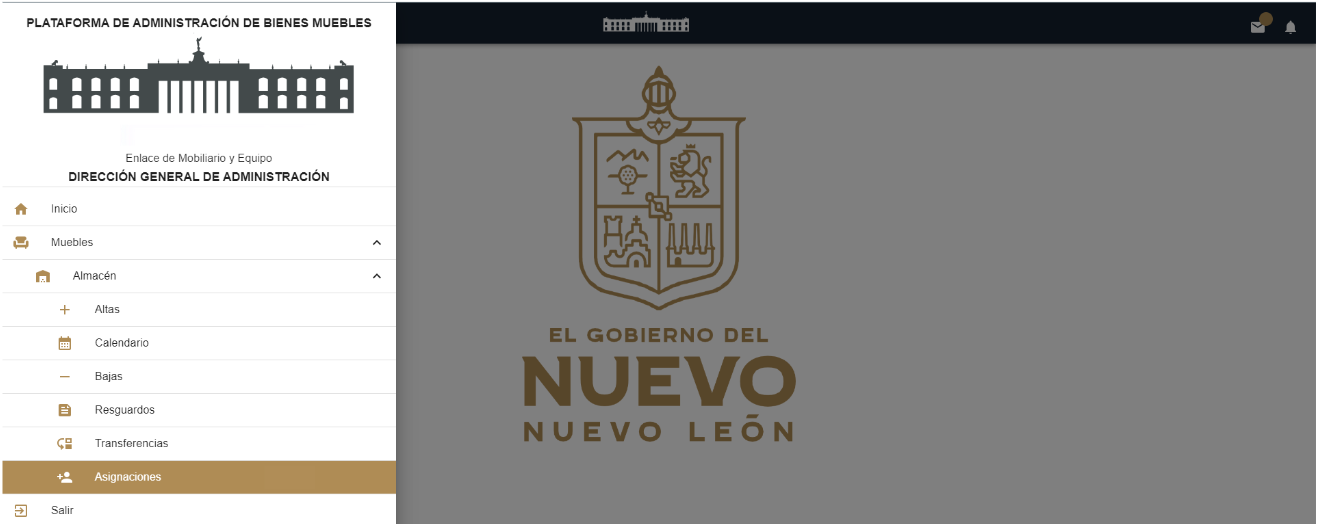 PLATAFORMA DE ADMINISTRACIÓN DE BIENES MUEBLES
Enlace de Mobiliario y Equipo
DIRECCIÓN GENERAL DE ADMINISTRACIÓN
Inicio
Muebles
Almacén
Altas
Calendario
Bajas
Resguardos
Transferencias
Asignaciones
Salir
EL GOBIERNO DEL
NUEVO
NUEVO LEÓN